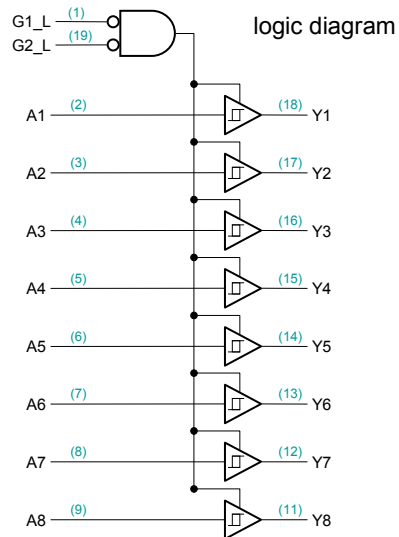 G1_L (1) logic diagram
G2_L (19)
A1 (2) (18) Y1
A2 (3) (17) Y2
A3 (4) (16) Y3
A4 (5) (15) Y4
A5 (6) (14) Y5
A6 (7) (13) Y6
A7 (8) (12) Y7
A8 (9) (11) Y8